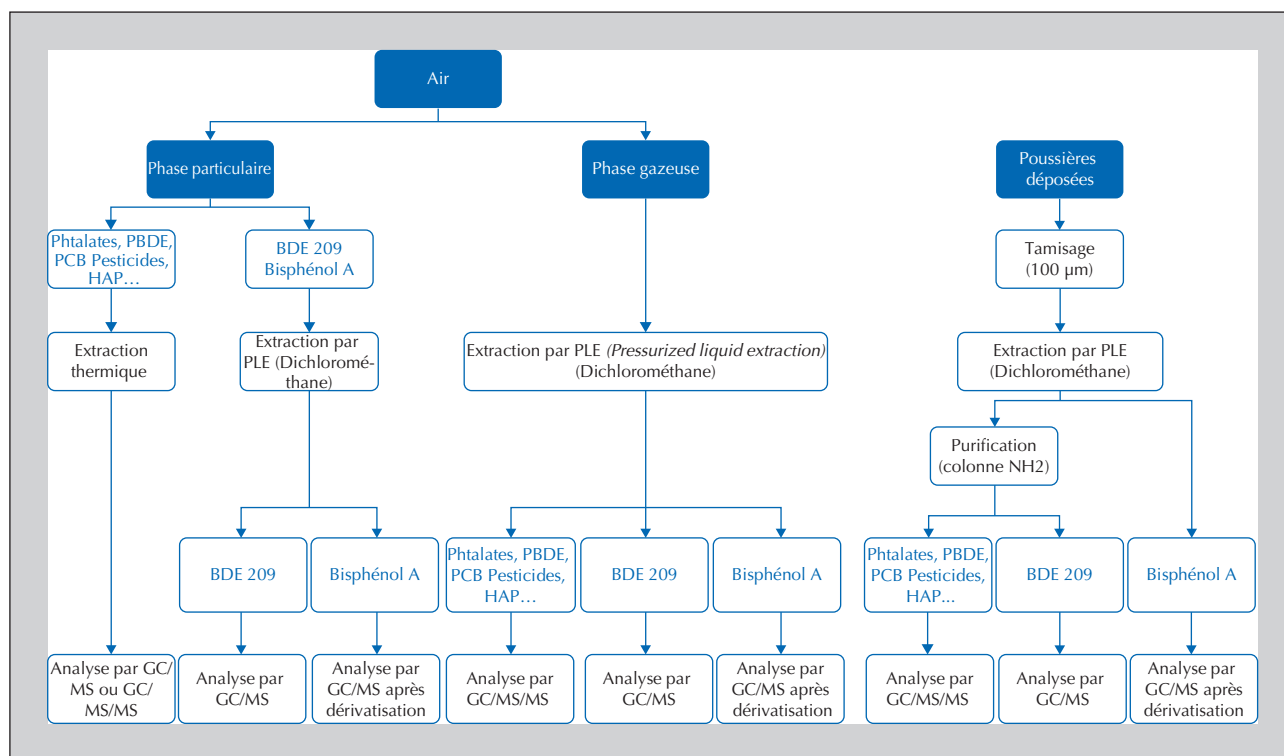 Air
Phase particulaire
Phase gazeuse
Poussières
déposées
Phtalates, PBDE,
PCB Pesticides,
HAP…
BDE 209
Bisphénol A
Tamisage
(100 µm)
Extraction
thermique
Extraction par
PLE (Dichloromé-
thane)
Extraction par PLE (Pressurized liquid extraction)
(Dichlorométhane)
Extraction par PLE
(Dichlorométhane)
Purification
(colonne NH2)
BDE 209
Bisphénol A
Phtalates, PBDE,
PCB Pesticides,
HAP…
BDE 209
Bisphénol A
Phtalates, PBDE,
PCB Pesticides,
HAP...
BDE 209
Bisphénol A
Analyse par GC/
MS ou GC/
MS/MS
Analyse par
GC/MS
Analyse par
GC/MS après
dérivatisation
Analyse par
GC/MS/MS
Analyse par
GC/MS
Analyse par
GC/MS après
dérivatisation
Analyse par
GC/MS/MS
Analyse par
GC/MS
Analyse par
GC/MS après
dérivatisation